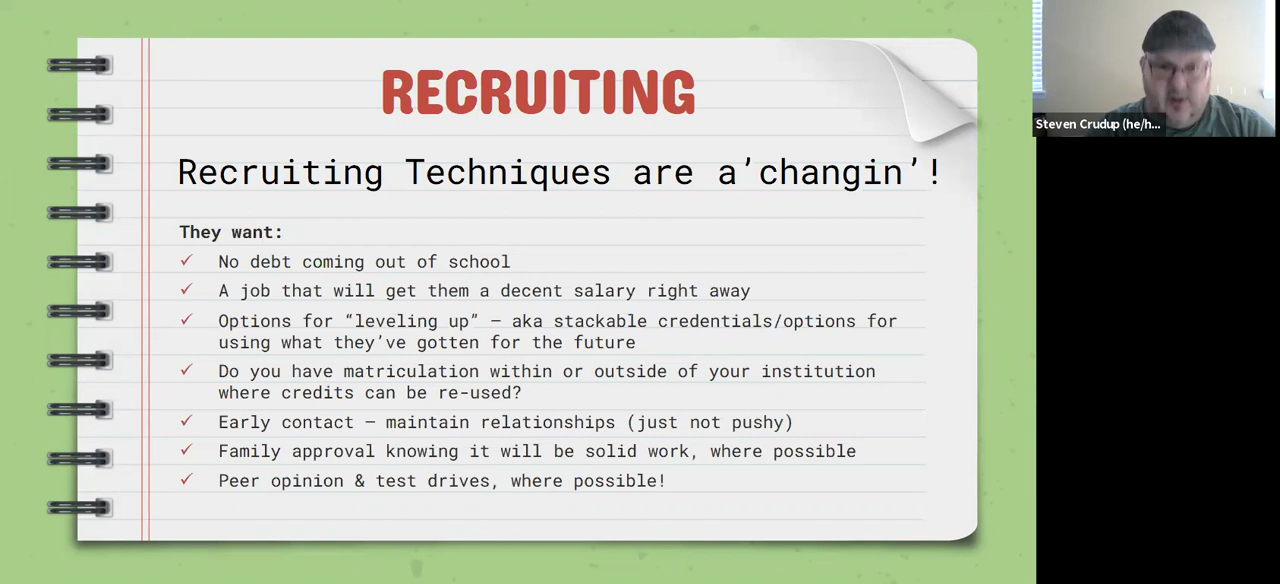 RECRUITING
Recruiting Techniques are a’changin’!
They want:
✓ No debt coming out of school
✓ A job that will get them a decent salary right away
✓ Options for “leveling up” – aka stackable credentials/options for
using what they’ve gotten for the future
✓ Do you have matriculation within or outside of your institution
where credits can be re-used?
✓ Early contact – maintain relationships (just not pushy)
✓ Family approval knowing it will be solid work, where possible
✓ Peer opinion & test drives, where possible!
Steven Crudup (he/h...